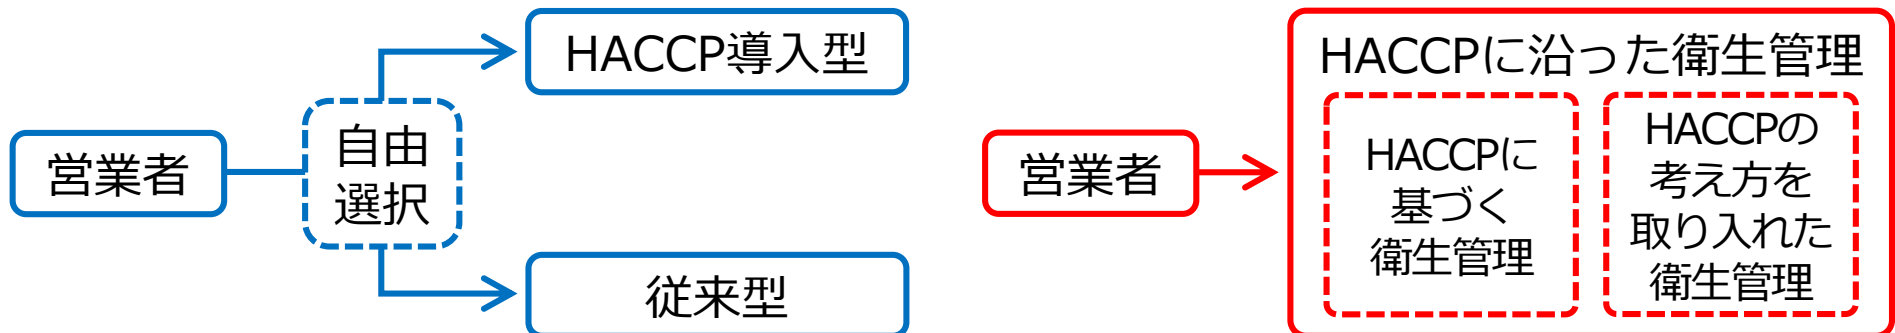 営業者
自由
選択
HACCP導入型
従来型
営業者
HACCPに沿った衛生管理
HACCPに
基づく
衛生管理
HACCPの
考え方を
取り入れた
衛生管理